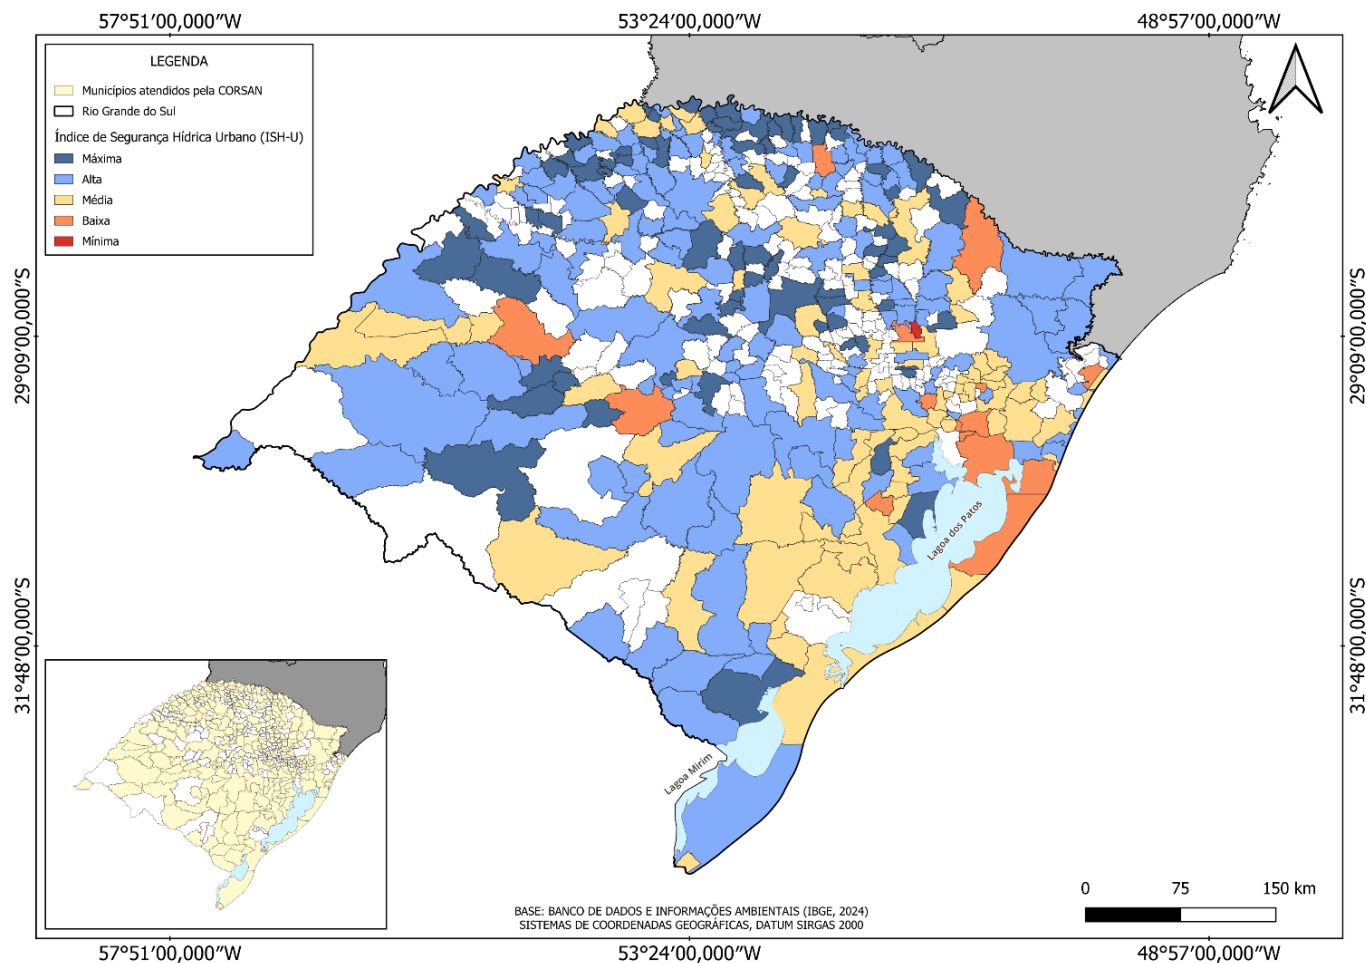 57°51'00,000"W 53°24'00,000"W 48°57'00,000"W
LEGENDA
Municípios atendidos pela CORSAN
Rio Grande do Sul
Índice de Segurança Hídrica Urbano (ISH-U)
Máxima
Alta
Média
Baixa
Mínima
29°09'00,000"S 29°09'00,000"S
Lagoa dos Patos
31°48'00,000"S 31°48'00,000"S
Lagoa Mirim
0 75 150 km
BASE: BANCO DE DADOS E INFORMAÇÕES AMBIENTAIS (IBGE, 2024)
SISTEMAS DE COORDENADAS GEOGRÁFICAS, DATUM SIRGAS 2000
57°51'00,000"W 53°24'00,000"W 48°57'00,000"W